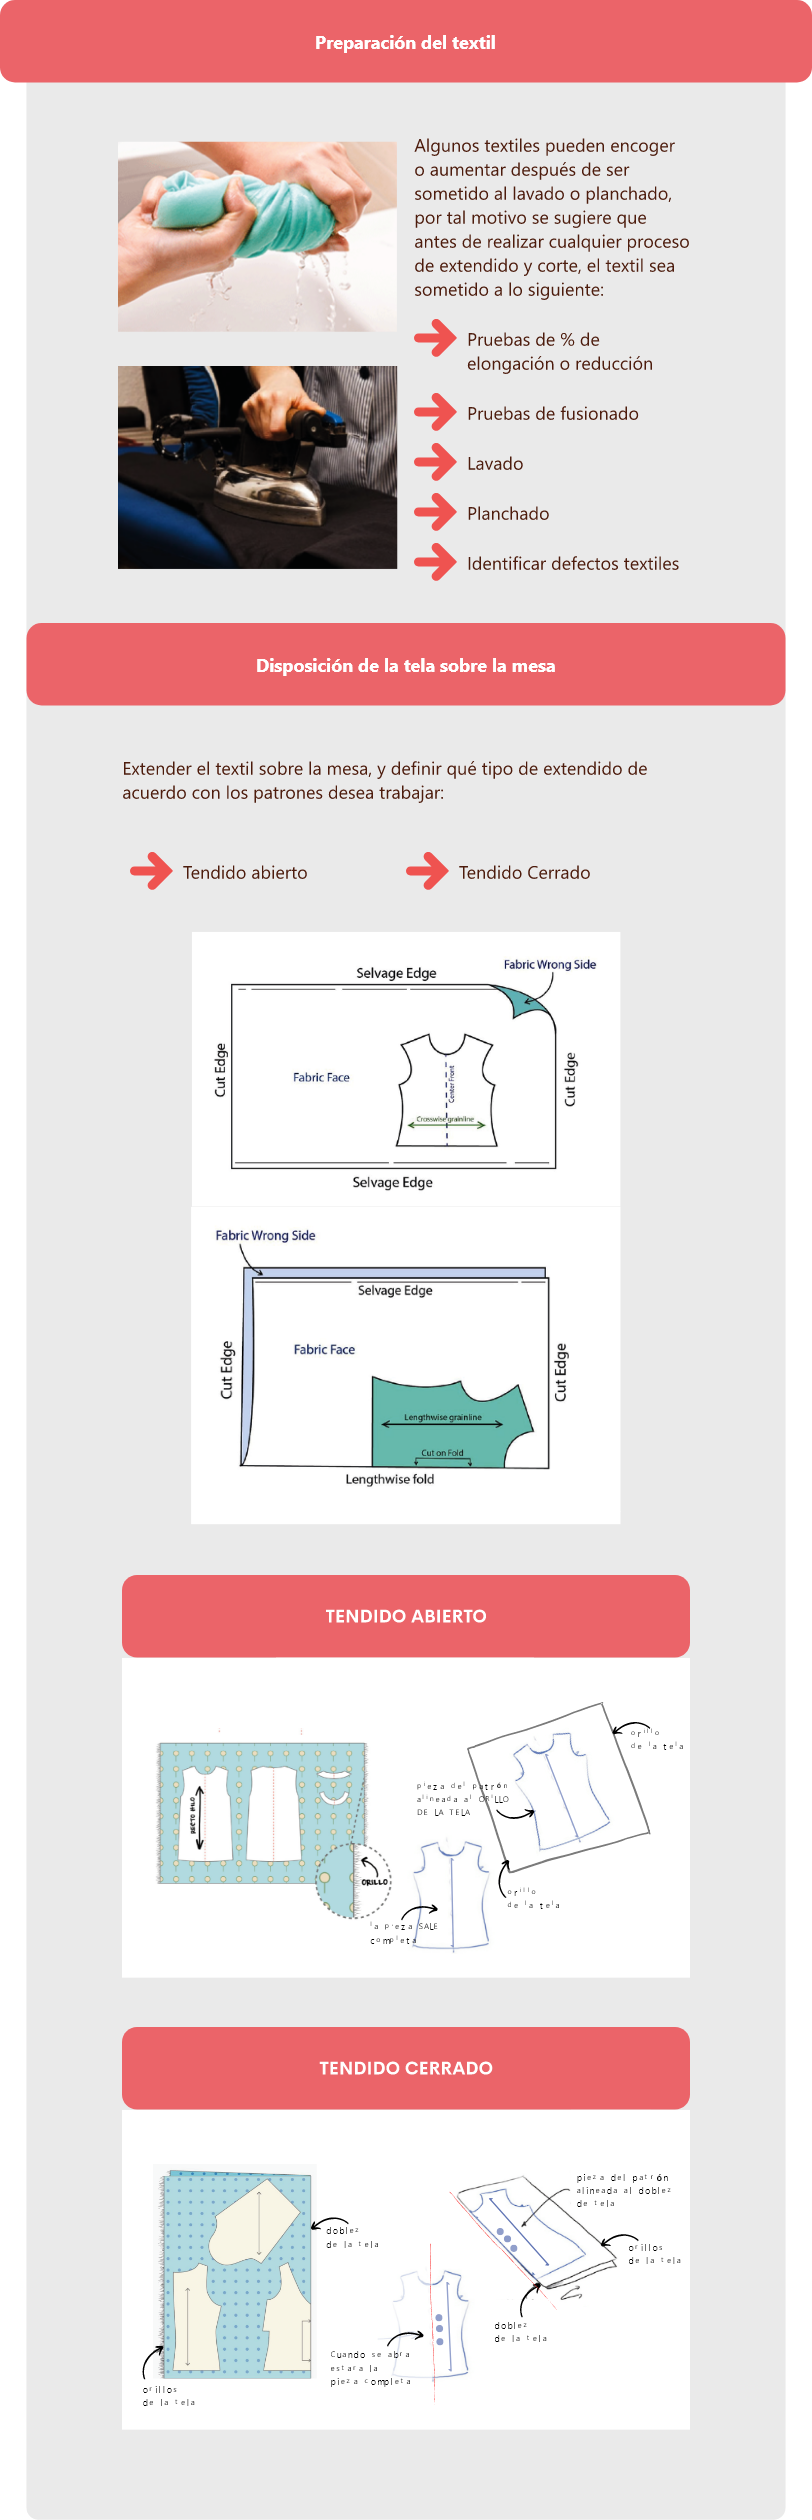 Preparación del textil
Algunos textiles pueden encoger
o aumentar después de ser
sometido al lavado o planchado,
por tal motivo se sugiere que
antes de realizar cualquier proceso
de extendido y corte, el textil sea
sometido a lo siguiente:
Pruebas de % de
elongación o reducción
Pruebas de fusionado
Lavado
Planchado
Identificar defectos textiles
Disposición de la tela sobre la mesa
Extender el textil sobre la mesa, y definir qué tipo de extendido de
acuerdo con los patrones desea trabajar:
Tendido abierto
Tendido Cerrado
Fabric Wrong Side
Selvage Edge
Cut Edge
Fabric Face
Center Front
Crosswise grainline
Cut Edge
Selvage Edge
Fabric Wrong Side
Selvage Edge
Cut Edge
Fabric Face
Cut Edge
Lengthwise grainline
Cut on Fold
Lengthwise fold
TENDIDO ABIERTO
orillo
de la tela
pieza del patrón
alineada al ORILLO
DE LA TELA
RECTO HILO
ORILLO
orillo
de la tela
la pieza SALE
completa
TENDIDO CERRADO
pieza del patrón
alineada al doblez
de tela
doblez
de la tela
orillos
de la tela
doblez
de la tela
Cuando se abra
estara la
pieza completa
orillos
de la tela